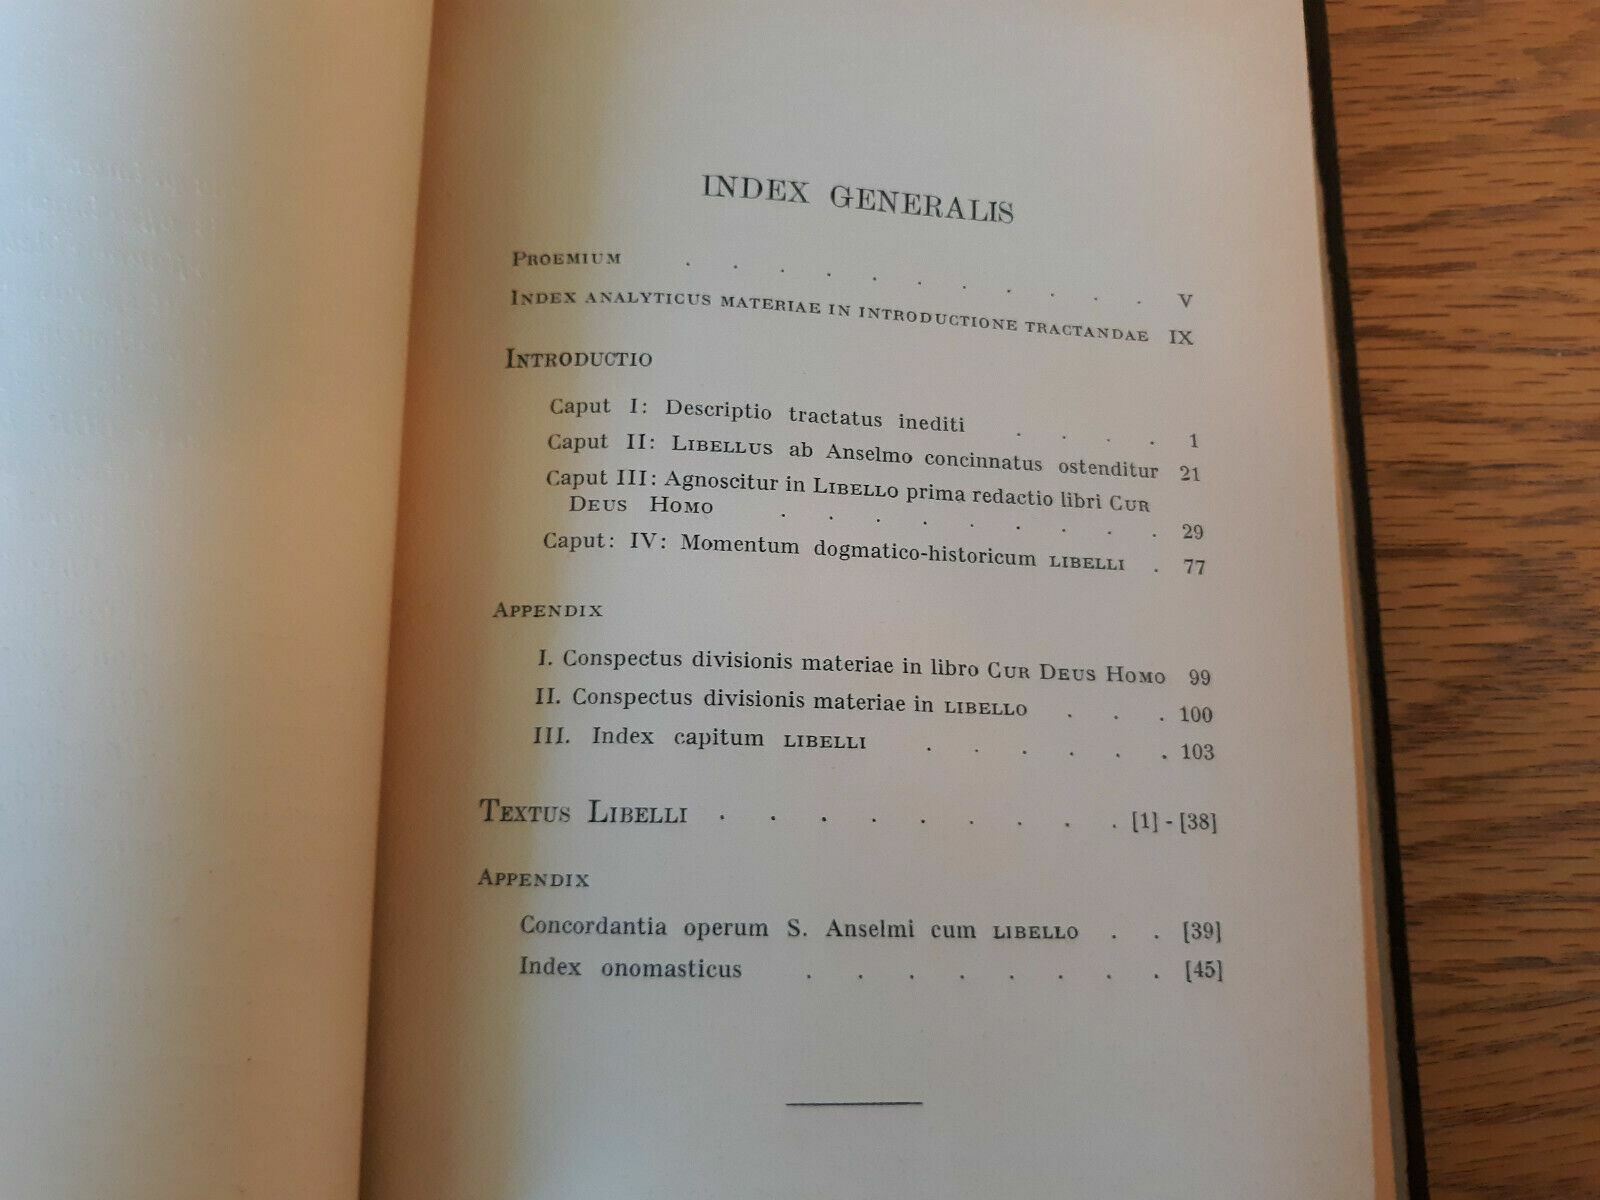 INDEX GENERALIS
PROEMIUM . . . . . . . . . . V
INDEX ANALYTICUS MATERIAE IN INTRODUCTIONE TRACTANDAE IX
INTRODUCTIO
Caput I: Descriptio tractatus inediti . . . . 1
Caput II: LIBELLUS ab Anselmo concinnatus ostenditur 21
Caput III: Agnoscitur in LIBELLO prima redactio libri CUR
DEUS HOMO . . . . . . . . . 29
Caput: IV: Momentum dogmatico-historicum LIBELLI . 77
APPENDIX
I. Conspectus divisionis materiae in libro CUR DEUS HOMO 99
II. Conspectus divisionis materiae in LIBELLO . . . 100
III. Index capitum LIBELLI . . . . . . 103
TEXTUS LIBELLI . . . . . . . . . [1] - [38]
APPENDIX
Concordantia operum S. Anselmi cum LIBELLO . . [39]
Index onomasticus . . . . . . . . [45]